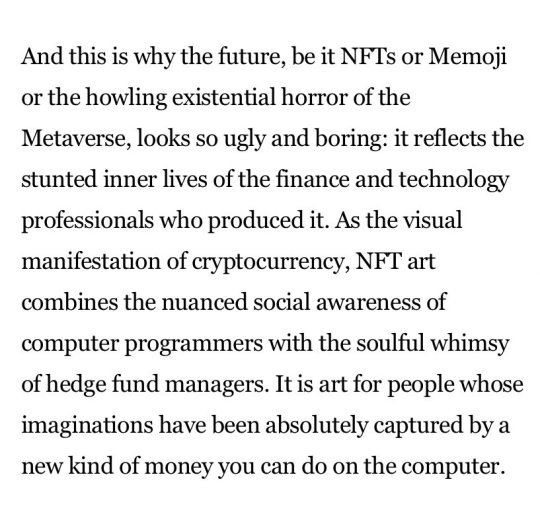 And this is why the future, be it NFTs or Memoji
or the howling existential horror of the
Metaverse, looks so ugly and boring: it reflects the
stunted inner lives of the finance and technology
professionals who produced it. As the visual
manifestation of cryptocurrency, NFT art
combines the nuanced social awareness of
computer programmers with the soulful whimsy
of hedge fund managers. It is art for people whose
imaginations have been absolutely captured by a
new kind of money you can do on the computer.